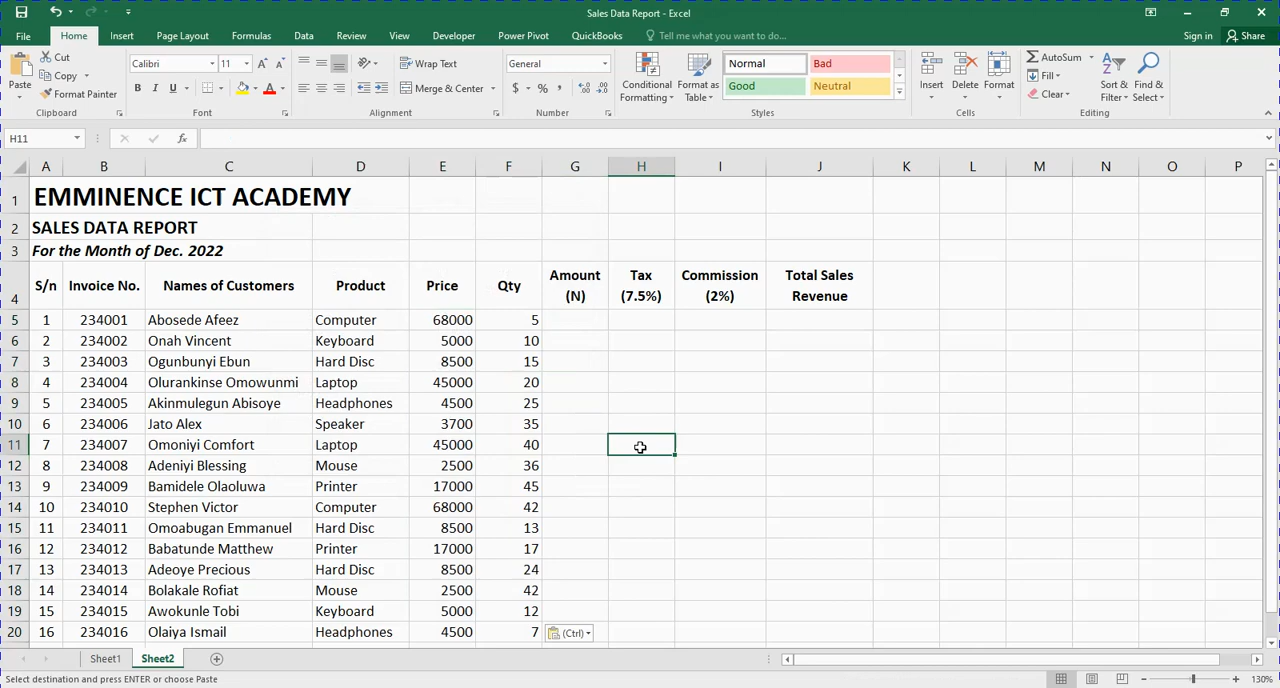 Sales Data Report - Excel
File Home Insert Page Layout Formulas Data Review View Developer Power Pivot QuickBooks Tell me what you want to do... Sign in Share
Paste
Cut
Copy
Format Painter
Clipboard
Calibri 11
B I U
Font
Wrap Text
Merge & Center
Alignment
General
$ % ,
Number
Conditional Formatting
Format as Table
Normal Bad
Good Neutral
Styles
Insert Delete Format
Cells
AutoSum
Fill
Clear
Sort & Filter
Find & Select
Editing
H11 fx
A B C D E F G H I J K L M N O P
1 EMMINENCE ICT ACADEMY
2 SALES DATA REPORT
3 For the Month of Dec. 2022
4 S/n Invoice No. Names of Customers Product Price Qty Amount (N) Tax (7.5%) Commission (2%) Total Sales Revenue
5 1 234001 Abosede Afeez Computer 68000 5
6 2 234002 Onah Vincent Keyboard 5000 10
7 3 234003 Ogunbunyi Ebun Hard Disc 8500 15
8 4 234004 Olurankinse Omowunmi Laptop 45000 20
9 5 234005 Akinmulegun Abisoye Headphones 4500 25
10 6 234006 Jato Alex Speaker 3700 35
11 7 234007 Omoniyi Comfort Laptop 45000 40
12 8 234008 Adeniyi Blessing Mouse 2500 36
13 9 234009 Bamidele Olaoluwa Printer 17000 45
14 10 234010 Stephen Victor Computer 68000 42
15 11 234011 Omoabugan Emmanuel Hard Disc 8500 13
16 12 234012 Babatunde Matthew Printer 17000 17
17 13 234013 Adeoye Precious Hard Disc 8500 24
18 14 234014 Bolakale Rofiat Mouse 2500 42
19 15 234015 Awokunle Tobi Keyboard 5000 12
20 16 234016 Olaiya Ismail Headphones 4500 7 (Ctrl)
Sheet1 Sheet2
Select destination and press ENTER or choose Paste 130%